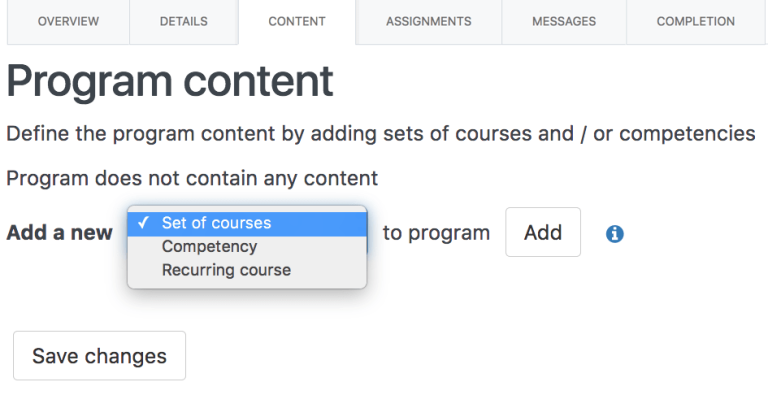 OVERVIEW DETAILS CONTENT ASSIGNMENTS MESSAGES COMPLETION
Program content
Define the program content by adding sets of courses and / or competencies
Program does not contain any content
Add a new ✓ Set of courses to program Add
Competency
Recurring course
Save changes